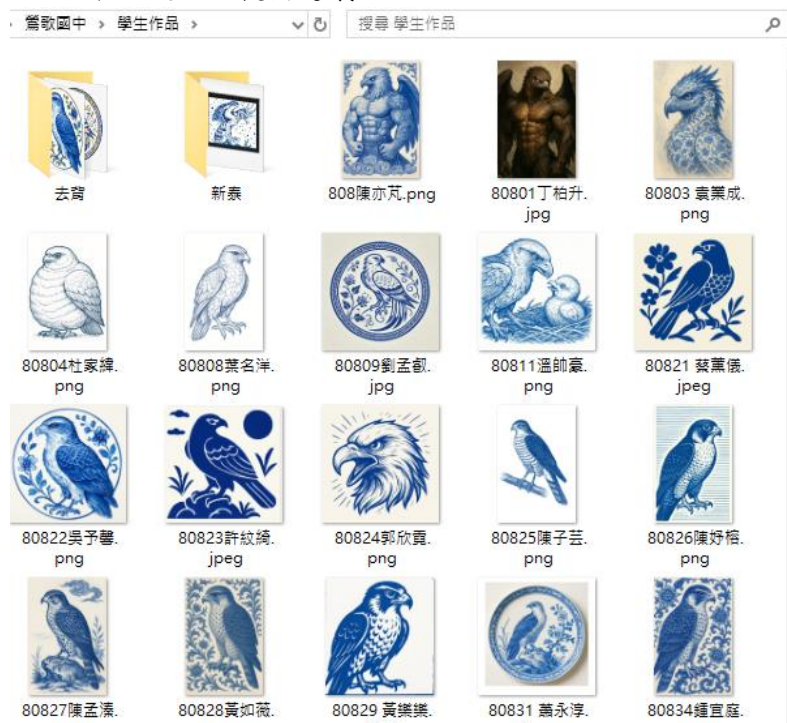 鶯歌國中 › 學生作品 ›
搜尋 學生作品
去背
新泰
808陳亦芃.png
80801丁柏升.
jpg
80803 袁業成.
png
80804杜家緯.
png
80808葉名洋.
png
80809劉孟叡.
jpg
80811溫帥豪.
png
80821 蔡薰儀.
jpeg
80822吳予馨.
png
80823許紋綺.
jpeg
80824郭欣霓.
png
80825陳子芸.
png
80826陳妤榕.
png
80827陳孟溱.
80828黃如薇.
80829 黃樂樂.
80831 蕭永淳.
80834鍾宜庭.